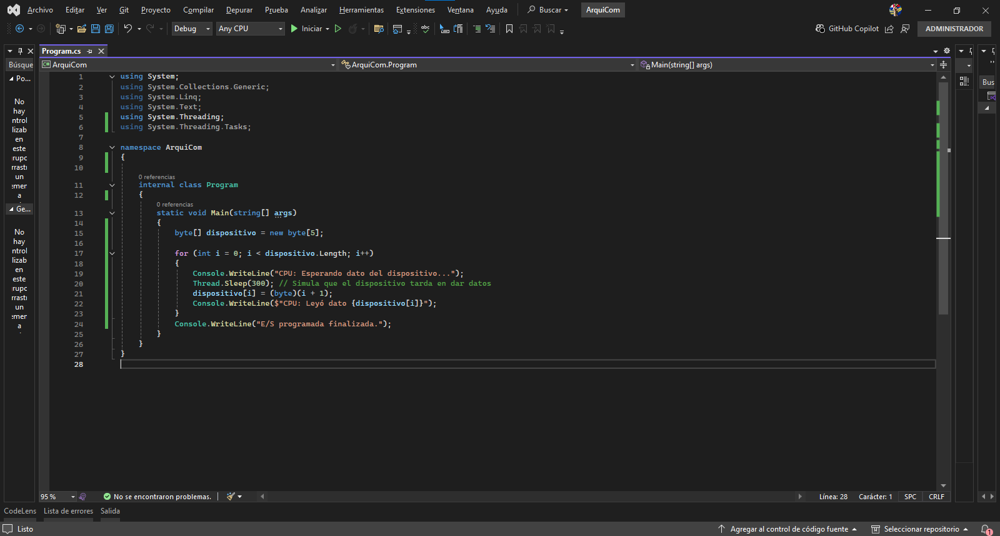 Archivo Editar Ver Git Proyecto Compilar Depurar Prueba Analizar Herramientas Extensiones Ventana Ayuda Buscar ArquiCom
Debug Any CPU Iniciar abc GitHub Copilot ADMINISTRADOR
Program.cs
Búsque
C# ArquiCom ArquiCom.Program Main(string[] args)
Po...
No
hay
ntrol
lizab
en
este
rupo
rrastr
un
emer
a
Ge...
No
hay
ntrol
lizab
en
este
rupo
rrastr
un
emer
a
1 using System;
2 using System.Collections.Generic;
3 using System.Linq;
4 using System.Text;
5 using System.Threading;
6 using System.Threading.Tasks;
7
8 namespace ArquiCom
9 {
10
0 referencias
11 internal class Program
12 {
0 referencias
13 static void Main(string[] args)
14 {
15 byte[] dispositivo = new byte[5];
16
17 for (int i = 0; i < dispositivo.Length; i++)
18 {
19 Console.WriteLine("CPU: Esperando dato del dispositivo...");
20 Thread.Sleep(300); // Simula que el dispositivo tarda en dar datos
21 dispositivo[i] = (byte)(i + 1);
22 Console.WriteLine($"CPU: Leyó dato {dispositivo[i]}");
23 }
24 Console.WriteLine("E/S programada finalizada.");
25 }
26 }
27 }
28
Bus
95 % No se encontraron problemas. Línea: 28 Carácter: 1 SPC CRLF
CodeLens Lista de errores Salida
Listo Agregar al control de código fuente Seleccionar repositorio 1